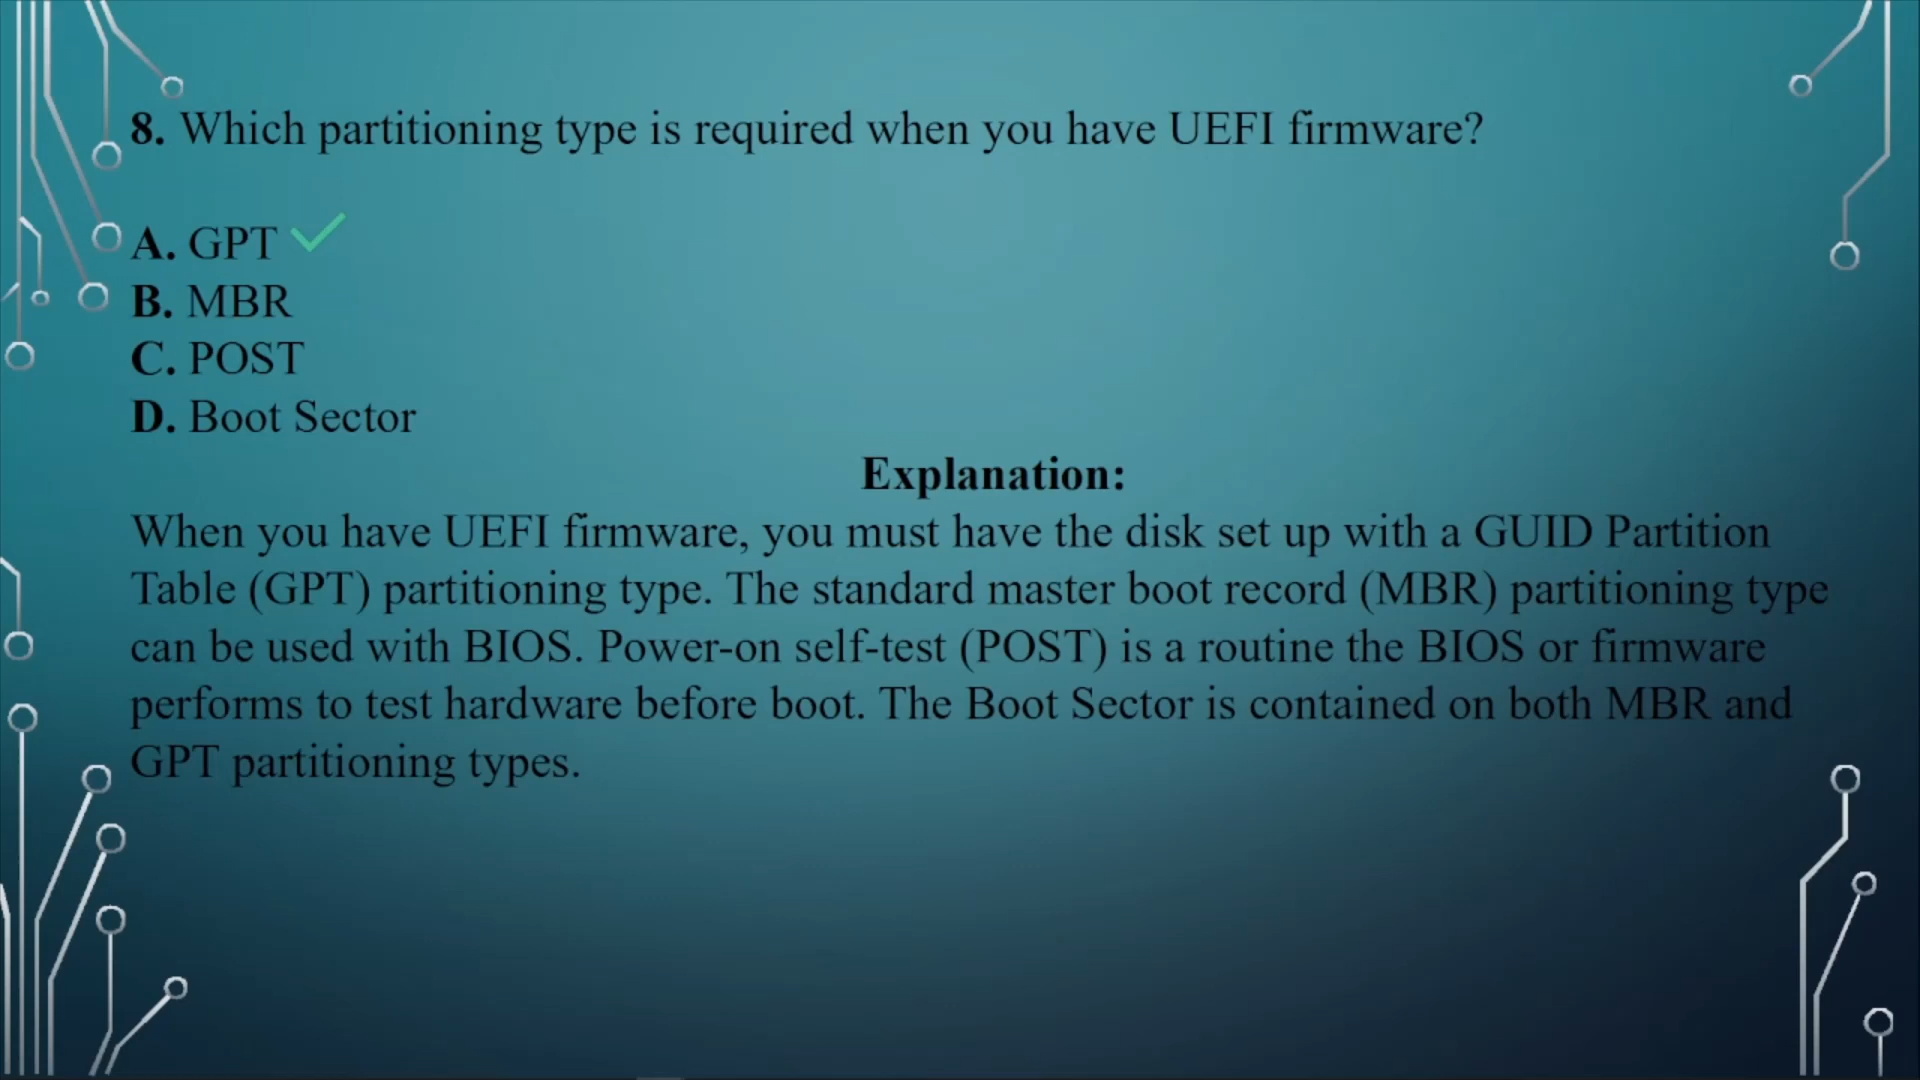 8. Which partitioning type is required when you have UEFI firmware?
A. GPT
B. MBR
C. POST
D. Boot Sector
Explanation:
When you have UEFI firmware, you must have the disk set up with a GUID Partition
Table (GPT) partitioning type. The standard master boot record (MBR) partitioning type
can be used with BIOS. Power-on self-test (POST) is a routine the BIOS or firmware
performs to test hardware before boot. The Boot Sector is contained on both MBR and
GPT partitioning types.